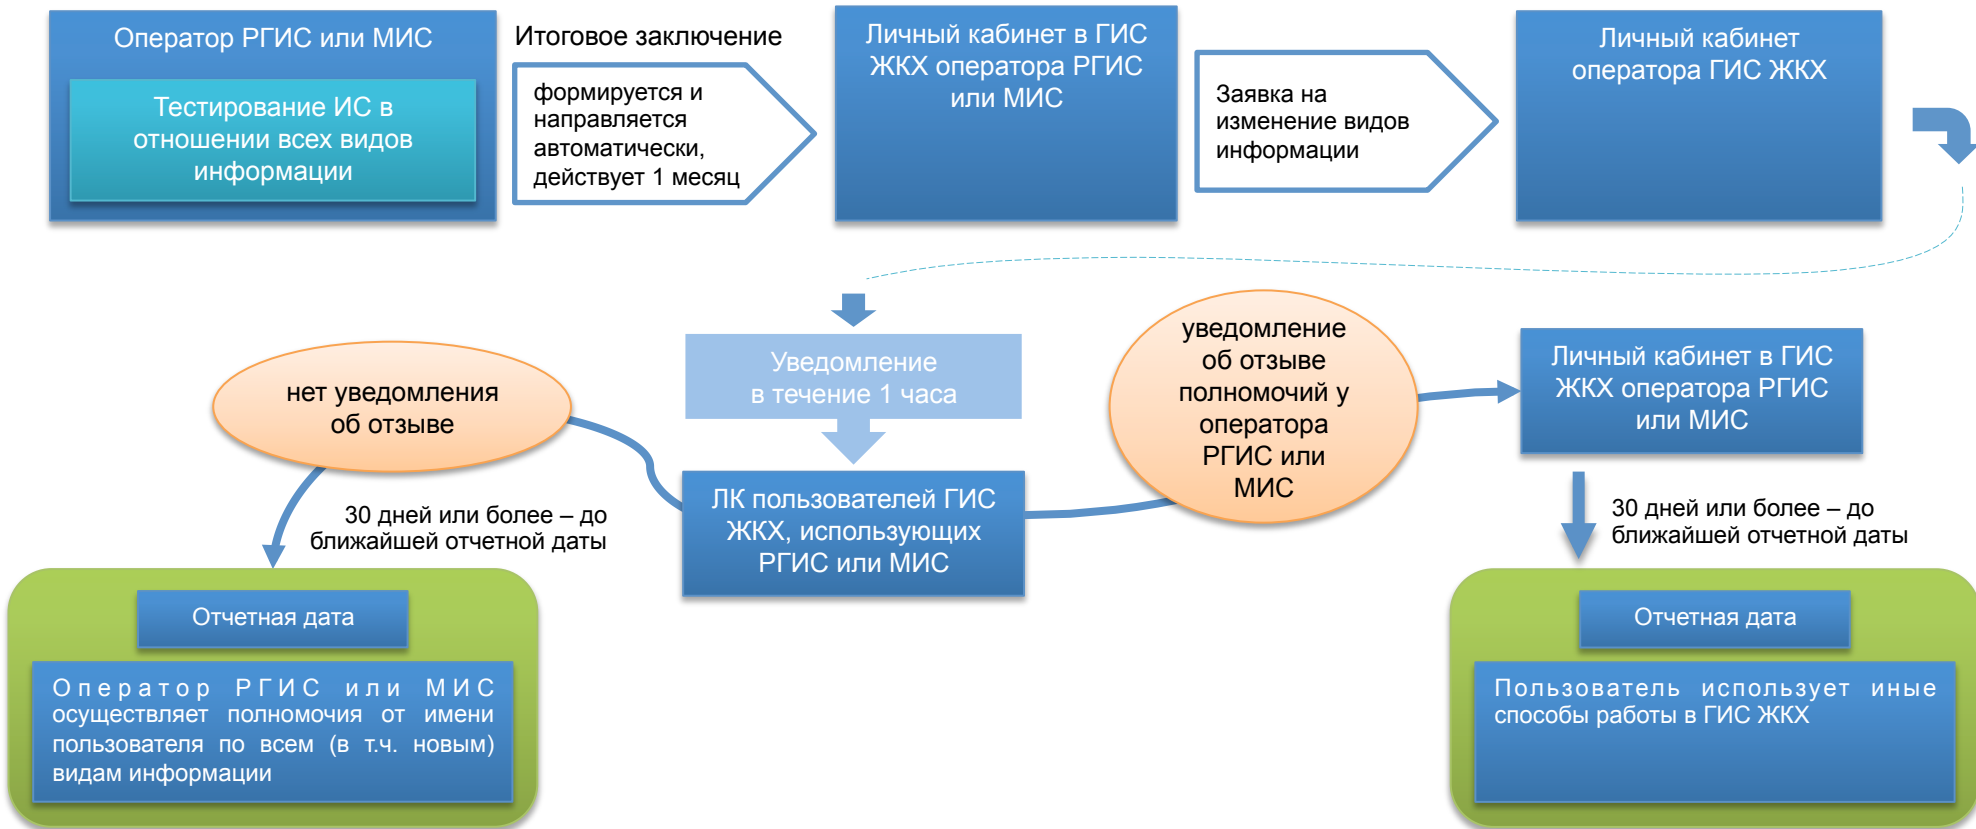 Оператор РГИС или МИС
Тестирование ИС в
отношении всех видов
информации
Итоговое заключение
формируется и
направляется
автоматически,
действует 1 месяц
Личный кабинет в ГИС
ЖКХ оператора РГИС
или МИС
Заявка на
изменение видов
информации
Личный кабинет
оператора ГИС ЖКХ
Уведомление
в течение 1 часа
нет уведомления
об отзыве
уведомление
об отзыве
полномочий у
оператора
РГИС или
МИС
Личный кабинет в ГИС
ЖКХ оператора РГИС
или МИС
ЛК пользователей ГИС
ЖКХ, использующих
РГИС или МИС
30 дней или более – до
ближайшей отчетной даты
30 дней или более – до
ближайшей отчетной даты
Отчетная дата
Оператор РГИС или МИС
осуществляет полномочия от имени
пользователя по всем (в т.ч. новым)
видам информации
Отчетная дата
Пользователь использует иные
способы работы в ГИС ЖКХ